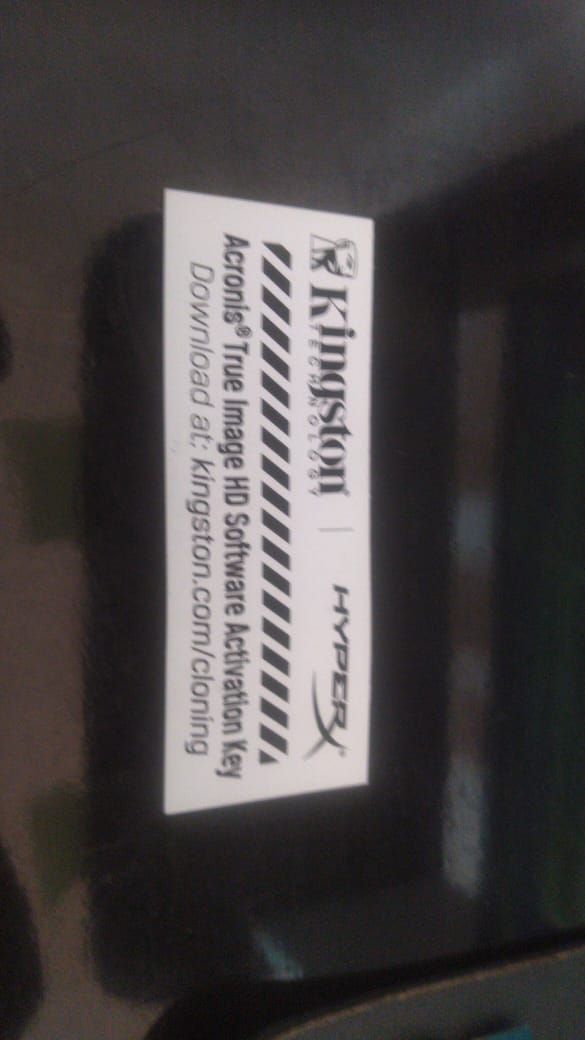 Kingston HYPERX
TECHNOLOGY
Acronis® True Image HD Software Activation Key
Download at: kingston.com/cloning